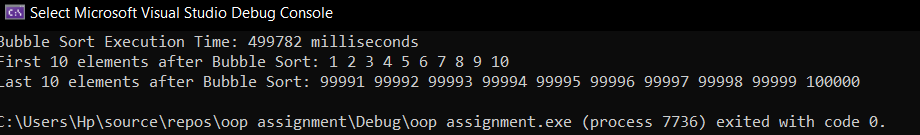 Select Microsoft Visual Studio Debug Console
Bubble Sort Execution Time: 499782 milliseconds
First 10 elements after Bubble Sort: 1 2 3 4 5 6 7 8 9 10
Last 10 elements after Bubble Sort: 99991 99992 99993 99994 99995 99996 99997 99998 99999 100000
C:\Users\Hp\source\repos\oop assignment\Debug\oop assignment.exe (process 7736) exited with code 0.